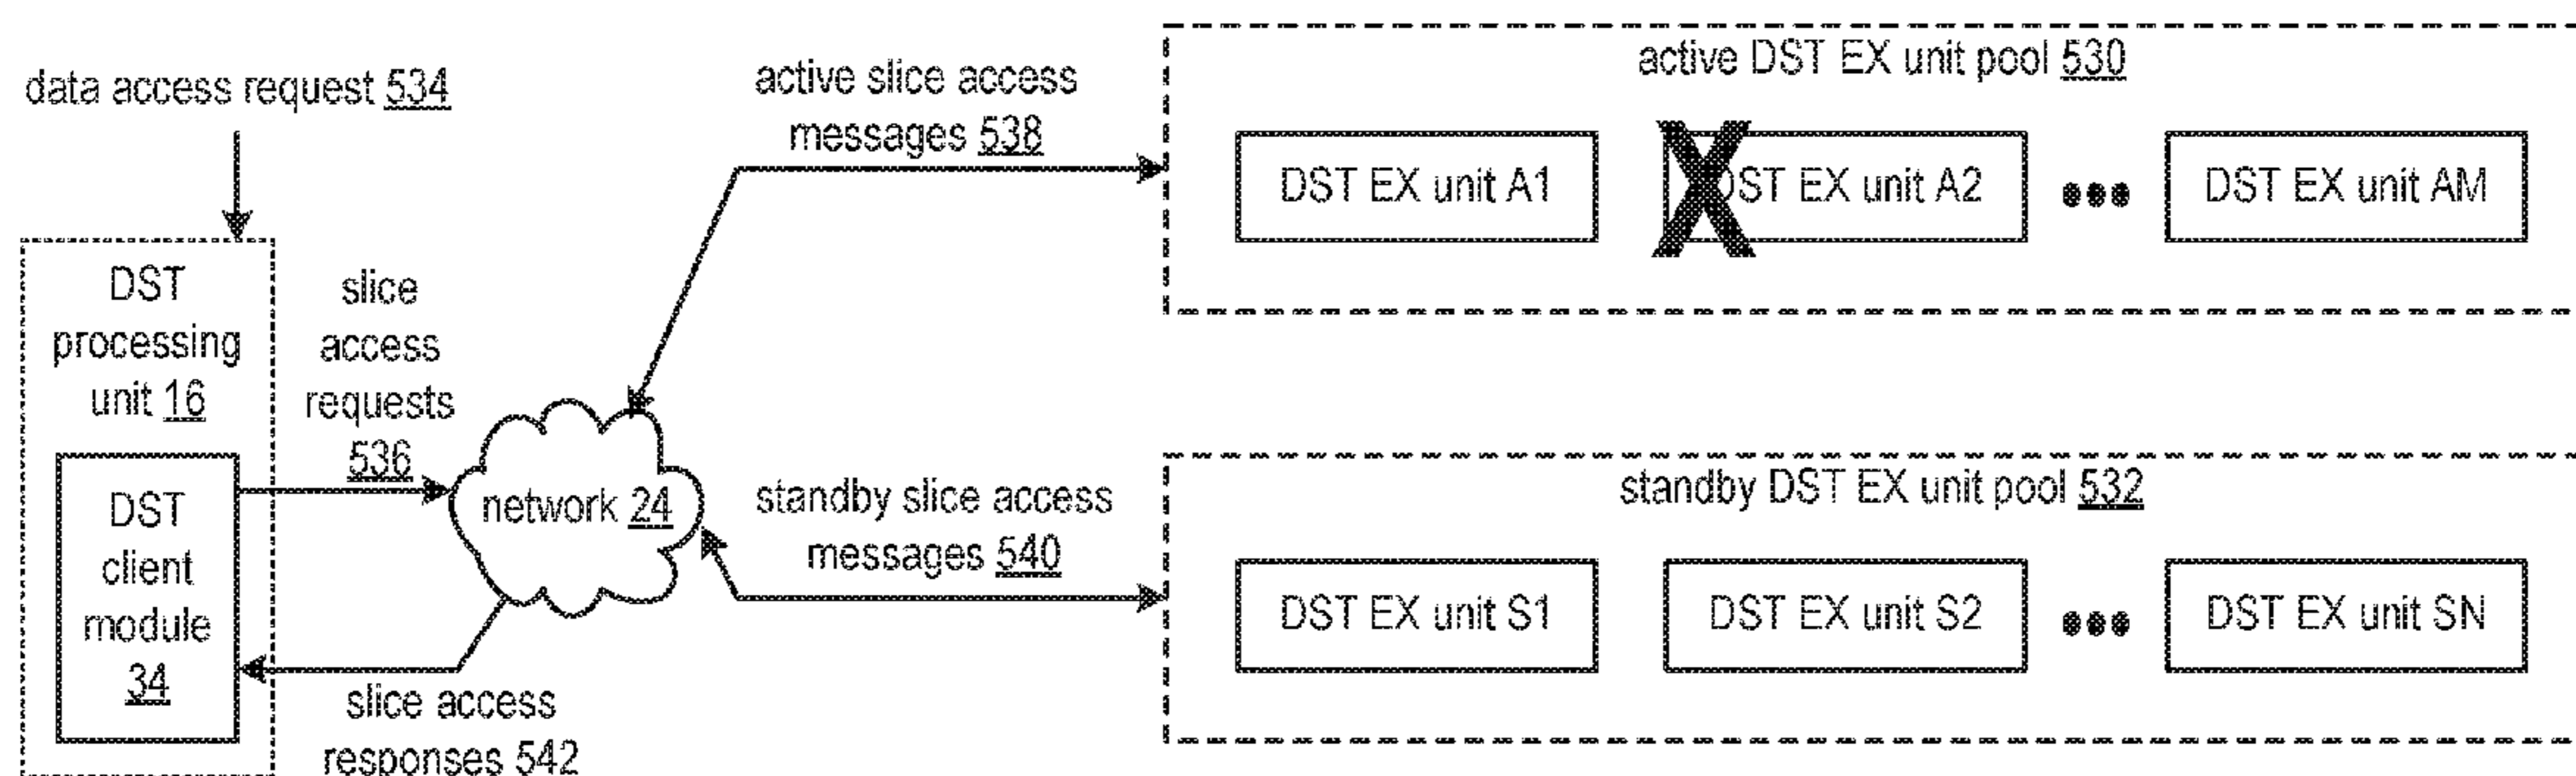 data access request 534
DST
processing
unit 16
DST
client
module
34
slice
access
requests
536
slice access
responses 542
network 24
active slice access
messages 538
standby slice access
messages 540
active DST EX unit pool 530
DST EX unit A1
X
DST EX unit A2
DST EX unit AM
standby DST EX unit pool 532
DST EX unit S1
DST EX unit S2
DST EX unit SN